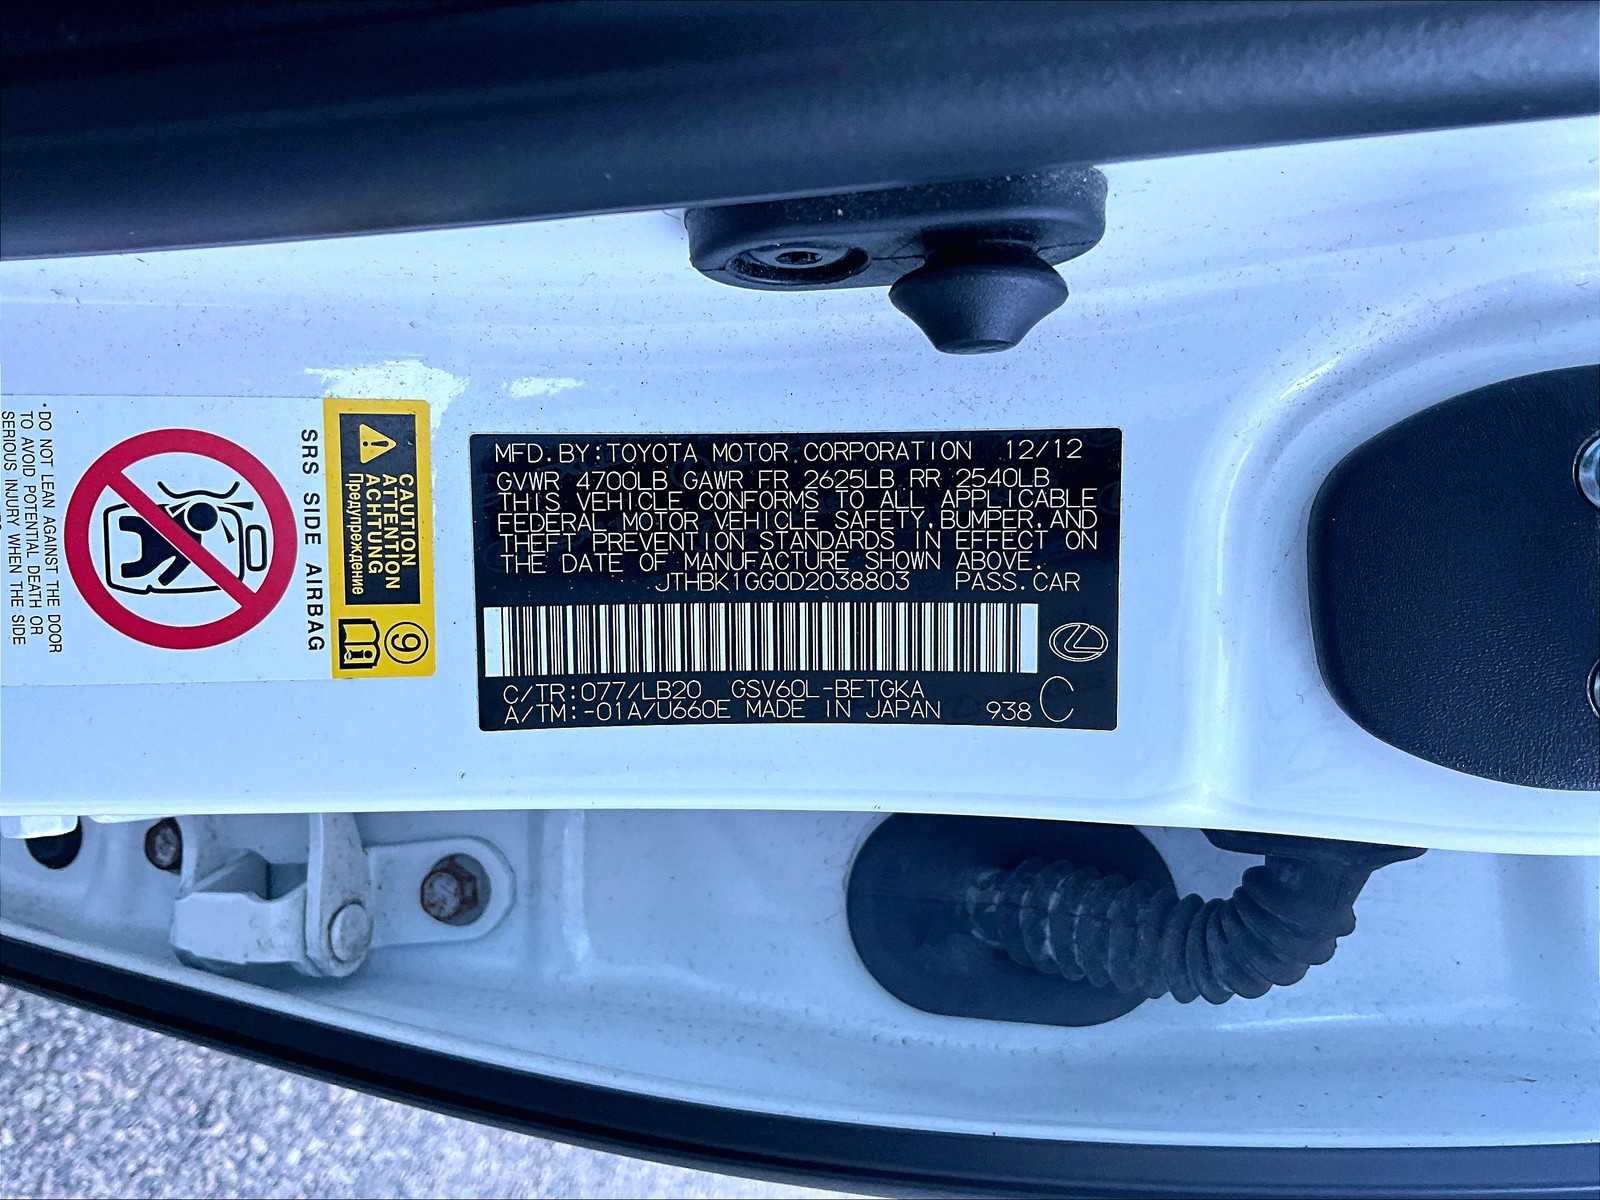 MFD.BY:TOYOTA MOTOR CORPORATION 12/12
GVWR 4700LB GAWR FR 2625LB RR 2540LB
THIS VEHICLE CONFORMS TO ALL APPLICABLE
FEDERAL MOTOR VEHICLE SAFETY,BUMPER,AND
THEFT PREVENTION STANDARDS IN EFFECT ON
THE DATE OF MANUFACTURE SHOWN ABOVE.
JTHBK1GG0D2038803 PASS.CAR
C/TR:077/LB20 GSV60L-BETGKA
A/TM:-01A/U660E MADE IN JAPAN 938 C
CAUTION
ATTENTION
ACHTUNG
Предупреждение
9
SRS SIDE AIRBAG
•DO NOT LEAN AGAINST THE DOOR
TO AVOID POTENTIAL DEATH OR
SERIOUS INJURY WHEN THE SIDE